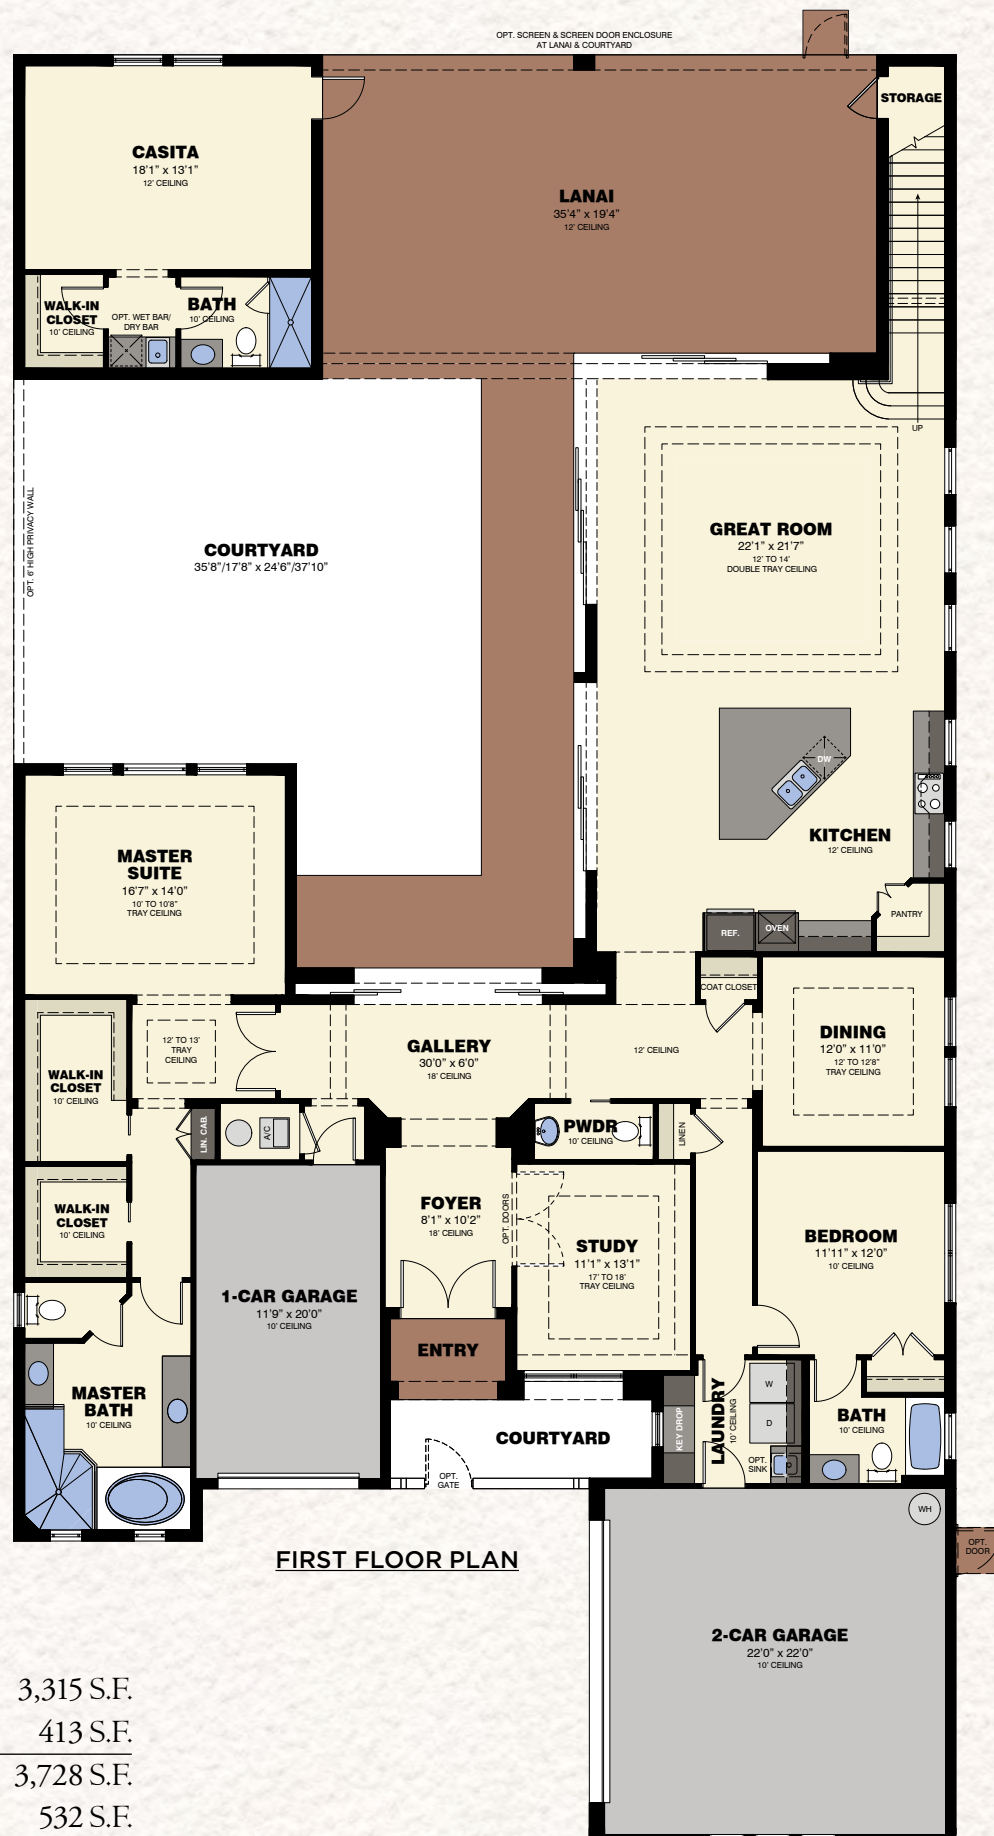 OPT. SCREEN & SCREEN DOOR ENCLOSURE
AT LANAI & COURTYARD
STORAGE
CASITA
18'1" x 13'1"
12' CEILING
LANAI
35'4" x 19'4"
12' CEILING
WALK-IN
CLOSET
10' CEILING
OPT. WET BAR/
DRY BAR
BATH
10' CEILING
UP
OPT. 6' HIGH PRIVACY WALL
COURTYARD
35'8"/17'8" x 24'6"/37'10"
GREAT ROOM
22'1" x 21'7"
12' TO 14'
DOUBLE TRAY CEILING
DW
KITCHEN
12' CEILING
MASTER
SUITE
16'7" x 14'0"
10' TO 10'8"
TRAY CEILING
PANTRY
REF.
OVEN
COAT CLOSET
12' TO 13'
TRAY
CEILING
GALLERY
30'0" x 6'0"
18' CEILING
12' CEILING
DINING
12'0" x 11'0"
12' TO 12'8"
TRAY CEILING
WALK-IN
CLOSET
10' CEILING
LIN. CAB.
A/C
PWDR
10' CEILING
LINEN
WALK-IN
CLOSET
10' CEILING
FOYER
8'1" x 10'2"
18' CEILING
OPT. DOORS
STUDY
11'1" x 13'1"
17' TO 18'
TRAY CEILING
BEDROOM
11'11" x 12'0"
10' CEILING
1-CAR GARAGE
11'9" x 20'0"
10' CEILING
ENTRY
MASTER
BATH
10' CEILING
COURTYARD
OPT.
GATE
KEY DROP
LAUNDRY
10' CEILING
W
D
OPT.
SINK
BATH
10' CEILING
WH
OPT.
DOOR
FIRST FLOOR PLAN
2-CAR GARAGE
22'0" x 22'0"
10' CEILING
3,315 S.F.
413 S.F.
3,728 S.F.
532 S.F.